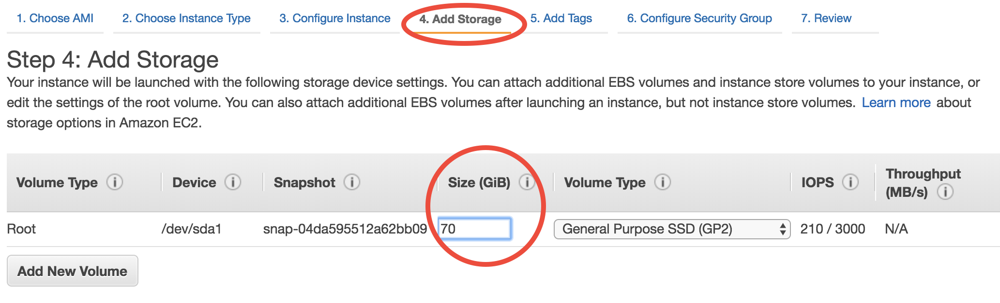 1. Choose AMI 2. Choose Instance Type 3. Configure Instance 4. Add Storage 5. Add Tags 6. Configure Security Group 7. Review
Step 4: Add Storage
Your instance will be launched with the following storage device settings. You can attach additional EBS volumes and instance store volumes to your instance, or
edit the settings of the root volume. You can also attach additional EBS volumes after launching an instance, but not instance store volumes. Learn more about
storage options in Amazon EC2.
Volume Type i Device i Snapshot i Size (GiB) i Volume Type i IOPS i Throughput
(MB/s) i
Root /dev/sda1 snap-04da595512a62bb09 70 General Purpose SSD (GP2) 210 / 3000 N/A
Add New Volume